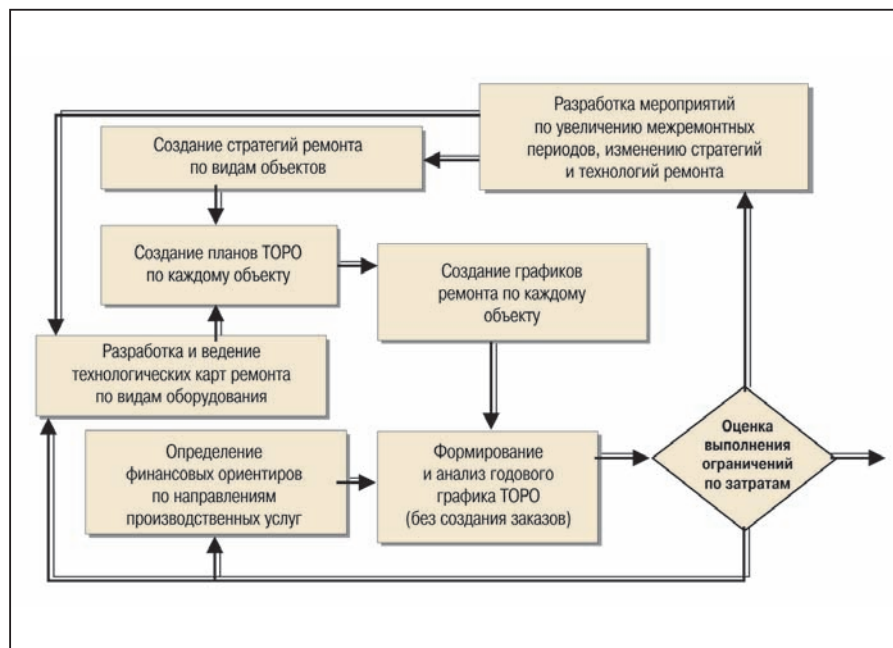 Разработка мероприятий
по увеличению межремонтных
периодов, изменению стратегий
и технологий ремонта
Создание стратегий ремонта
по видам объектов
Создание планов ТОРО
по каждому объекту
Создание графиков
ремонта по каждому
объекту
Разработка и ведение
технологических карт ремонта
по видам оборудования
Определение
финансовых ориентиров
по направлениям
производственных услуг
Формирование
и анализ годового
графика ТОРО
(без создания заказов)
Оценка
выполнения
ограничений
по затратам